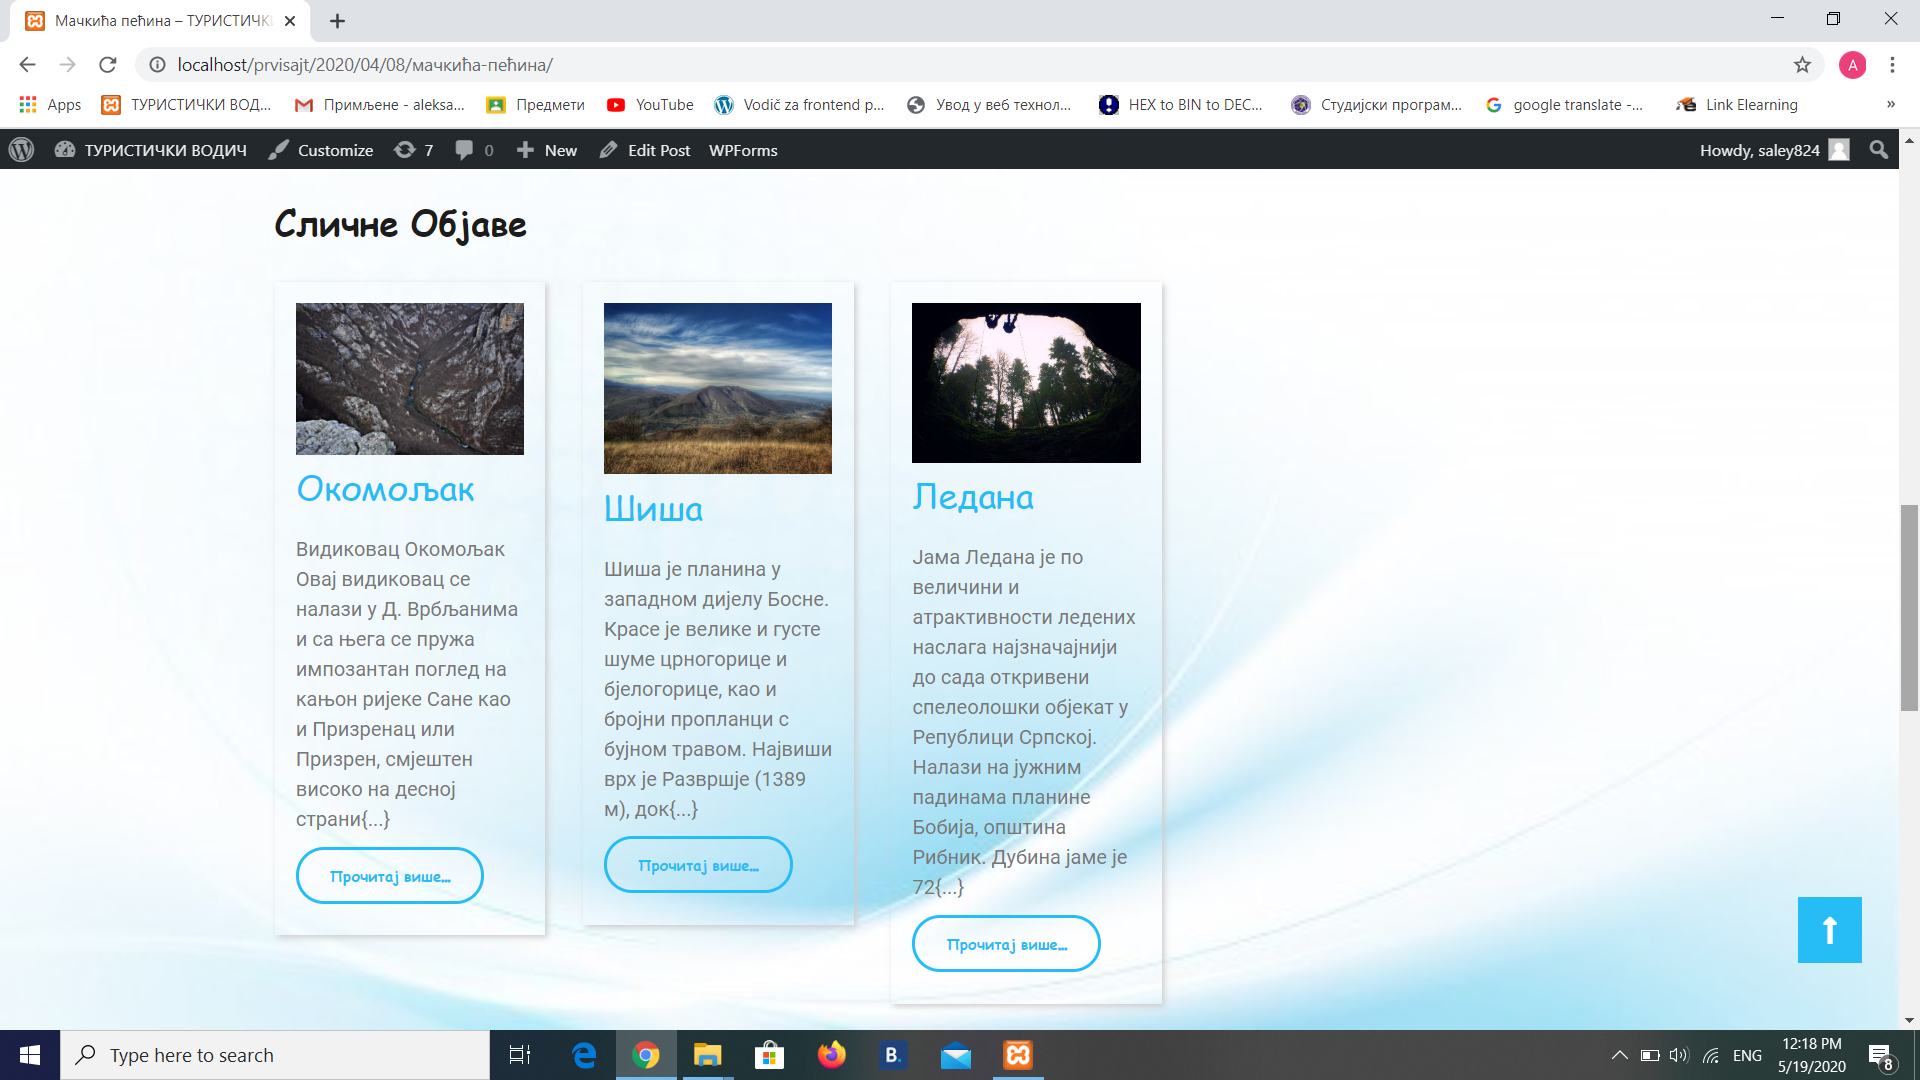 Мачкића пећина – ТУРИСТИЧКИ
localhost/prvisajt/2020/04/08/мачкића-пећина/
A
Apps
ТУРИСТИЧКИ ВОД...
Примљене - aleksa...
Предмети
YouTube
Vodič za frontend p...
Увод у веб технол...
HEX to BIN to DEC...
Студијски програм...
google translate -...
Link Elearning
»
ТУРИСТИЧКИ ВОДИЧ
Customize
7
0
New
Edit Post
WPForms
Howdy, saley824
Сличне Објаве
Окомољак
Видиковац Окомољак
Овај видиковац се
налази у Д. Врбљанима
и са њега се пружа
импозантан поглед на
кањон ријеке Сане као
и Призренац или
Призрен, смјештен
високо на десној
страни{...}
Прочитај више...
Шиша
Шиша је планина у
западном дијелу Босне.
Красе је велике и густе
шуме црногорице и
бјелогорице, као и
бројни пропланци с
бујном травом. Највиши
врх је Развршје (1389
м), док{...}
Прочитај више...
Ледана
Јама Ледана је по
величини и
атрактивности ледених
наслага најзначајнији
до сада откривени
спелеолошки објекат у
Републици Српској.
Налази на јужним
падинама планине
Бобија, општина
Рибник. Дубина јаме је
72{...}
Прочитај више...
Type here to search
B.
ENG
12:18 PM
5/19/2020
8